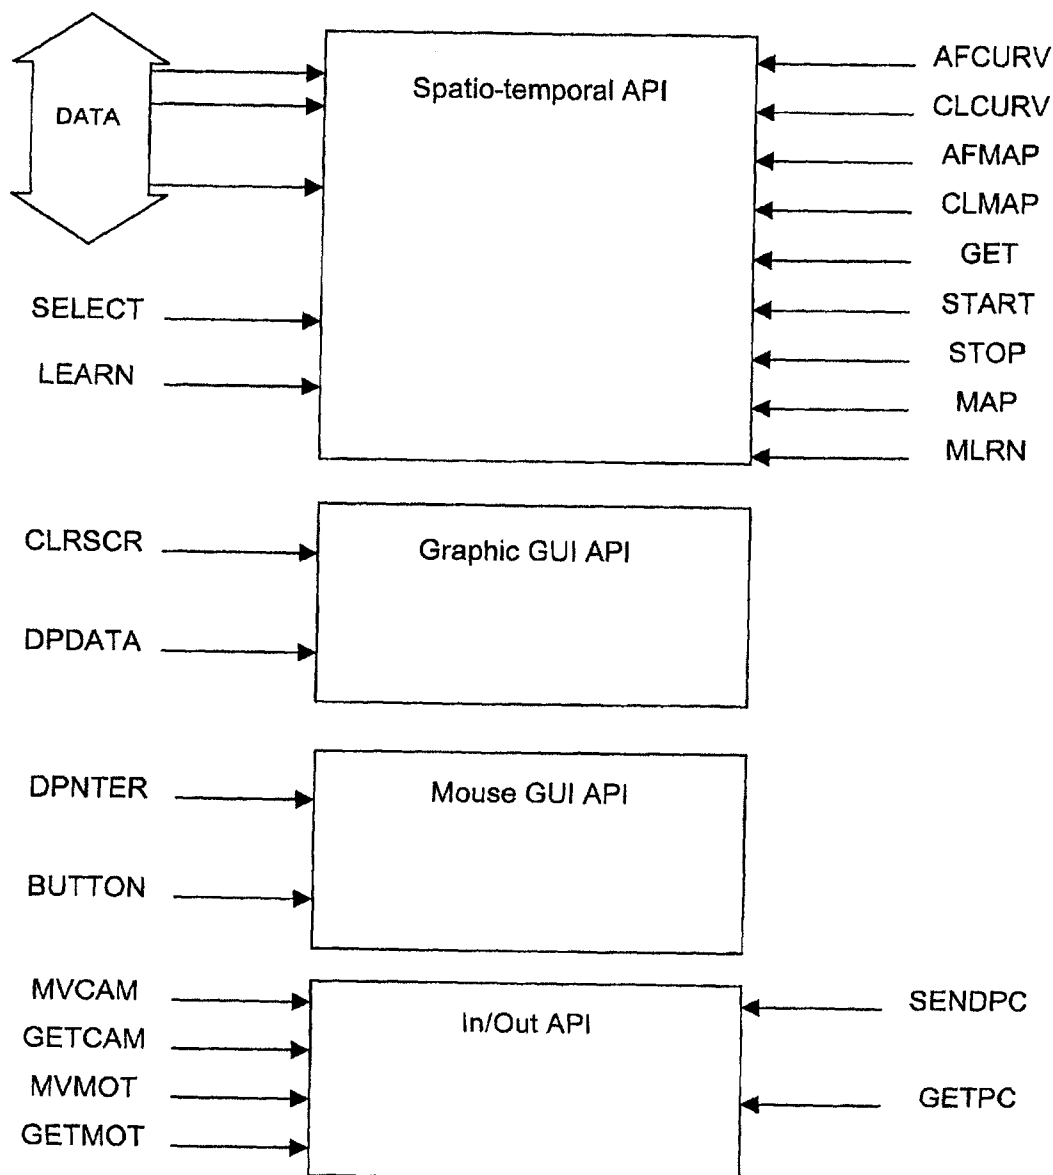 DATA
SELECT
LEARN
Spatio-temporal API
AFCURV
CLCURV
AFMAP
CLMAP
GET
START
STOP
MAP
MLRN
CLRSCR
DPDATA
Graphic GUI API
DPNTER
BUTTON
Mouse GUI API
MVCAM
GETCAM
MVMOT
GETMOT
In/Out API
SENDPC
GETPC